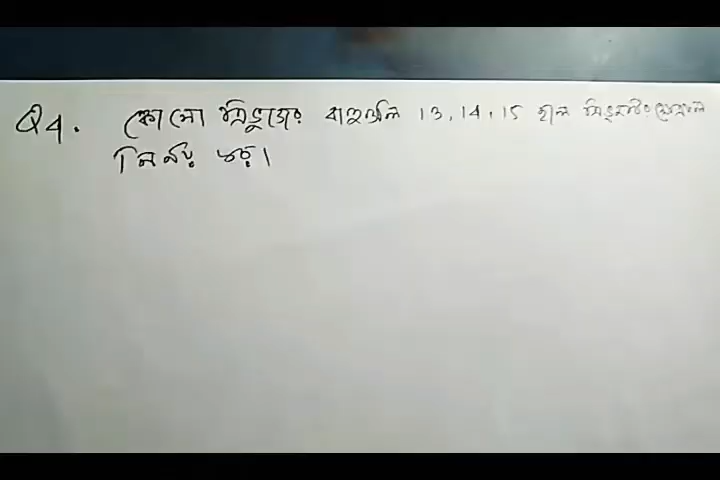 Q4. কোনো ত্রিভুজের বাহুগুলি 13, 14, 15 হলে ত্রিভুজটির ক্ষেত্রফল
নির্ণয় কর।